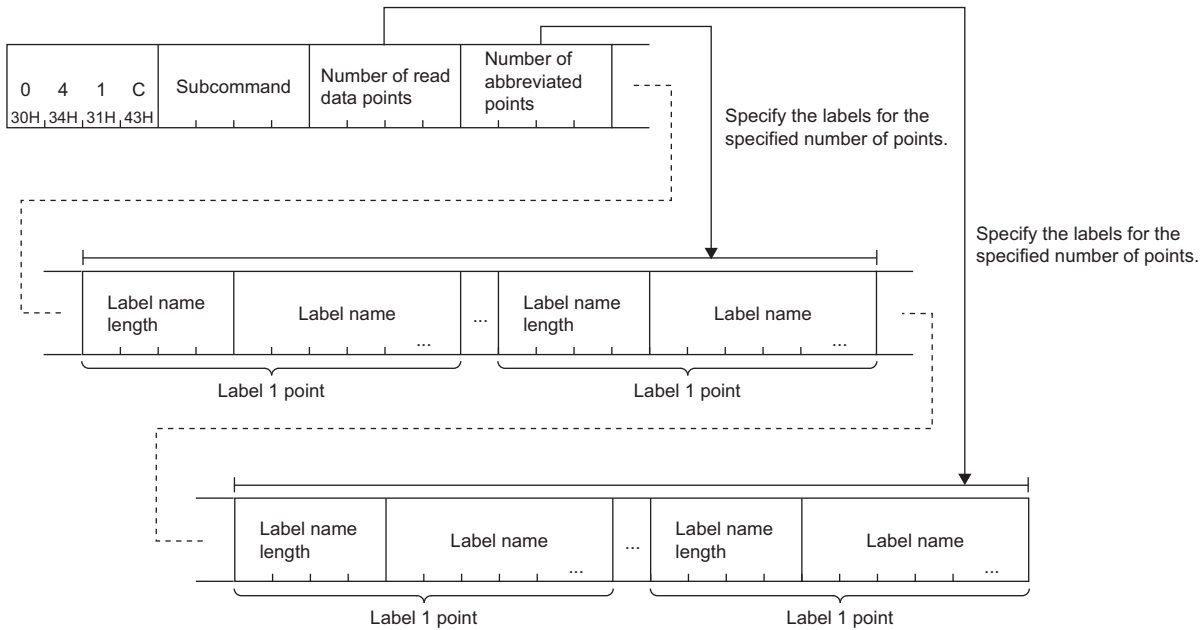 0 4 1 C
30H 34H 31H 43H
Subcommand
Number of read
data points
Number of
abbreviated
points
Specify the labels for the
specified number of points.
Specify the labels for the
specified number of points.
Label name
length
Label name
...
...
Label name
length
Label name
...
Label 1 point
Label 1 point
Label name
length
Label name
...
...
Label name
length
Label name
...
Label 1 point
Label 1 point